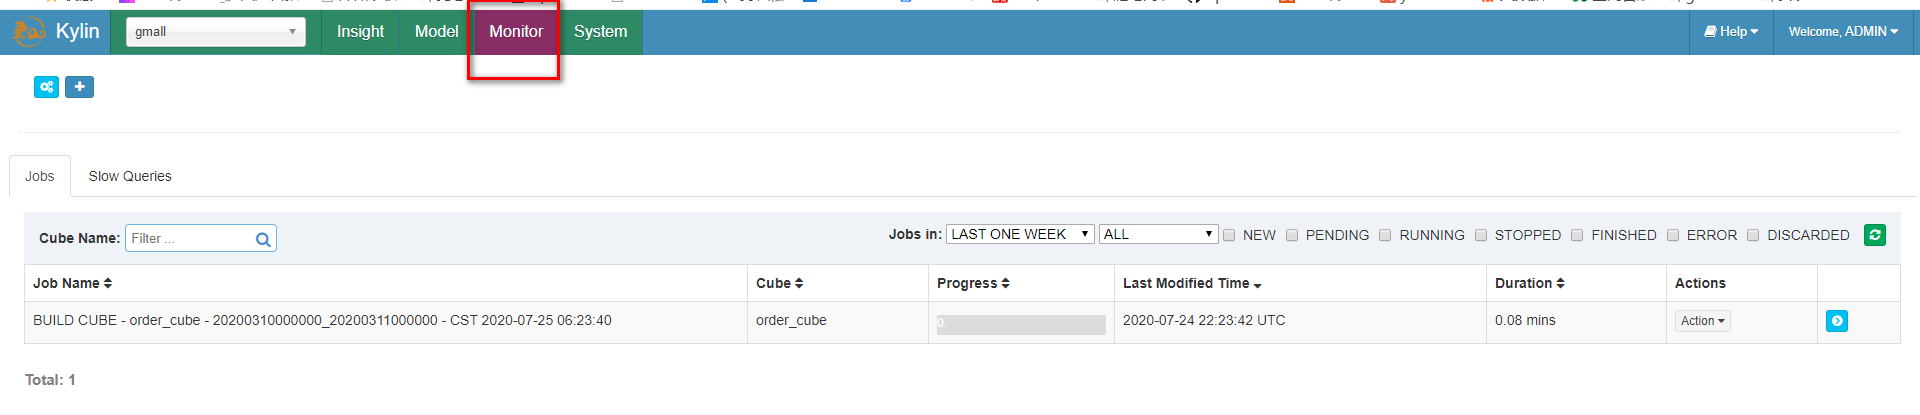 Kylin gmall Insight Model Monitor System Help Welcome, ADMIN
Jobs Slow Queries
Cube Name: Filter ... Jobs in: LAST ONE WEEK ALL NEW PENDING RUNNING STOPPED FINISHED ERROR DISCARDED
Job Name Cube Progress Last Modified Time Duration Actions
BUILD CUBE - order_cube - 20200310000000_20200311000000 - CST 2020-07-25 06:23:40 order_cube 0. 2020-07-24 22:23:42 UTC 0.08 mins Action
Total: 1